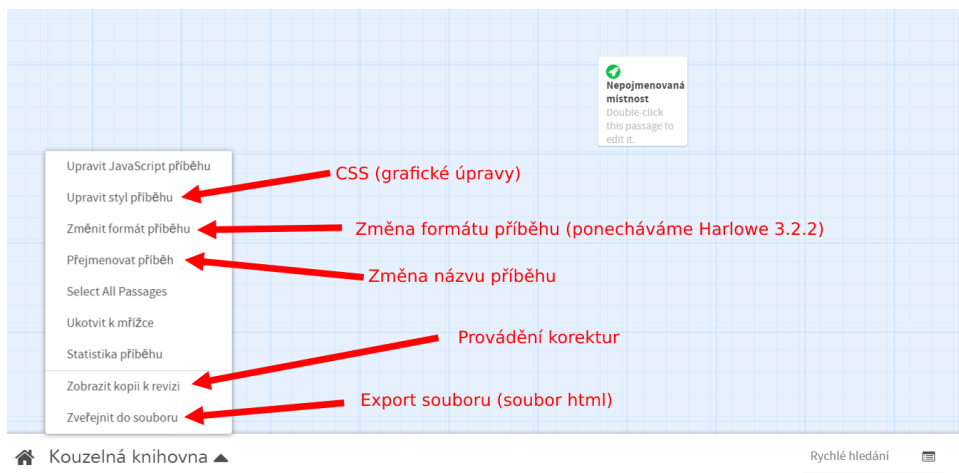 Nepojmenovaná
místnost
Double-click
this passage to
edit it.
Upravit JavaScript příběhu
Upravit styl příběhu
CSS (grafické úpravy)
Změnit formát příběhu
Změna formátu příběhu (ponecháváme Harlowe 3.2.2)
Přejmenovat příběh
Změna názvu příběhu
Select All Passages
Ukotvit k mřížce
Statistika příběhu
Provádění korektur
Zobrazit kopii k revizi
Zveřejnit do souboru
Export souboru (soubor html)
Kouzelná knihovna
Rychlé hledání